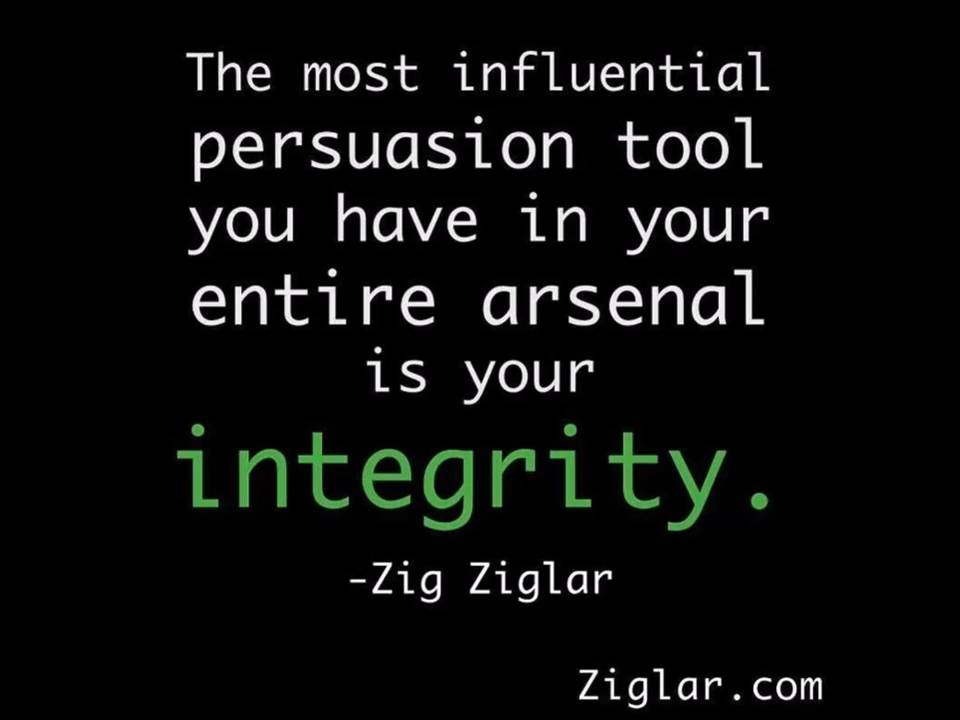 The most influential
persuasion tool
you have in your
entire arsenal
is your
integrity.
-Zig Ziglar
Ziglar.com